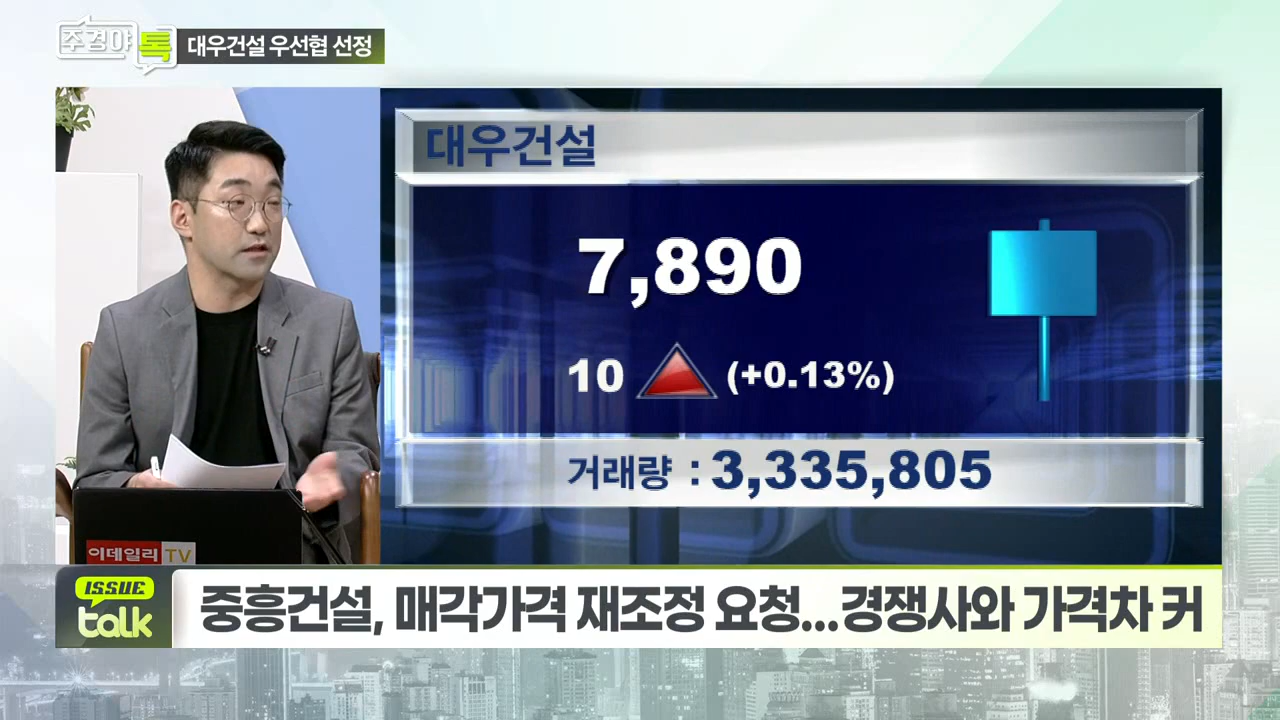 주경야
톡
대우건설 우선협 선정
대우건설
7,890
10 (+0.13%)
거래량 : 3,335,805
이데일리 TV
ISSUE
talk
중흥건설, 매각가격 재조정 요청...경쟁사와 가격차 커